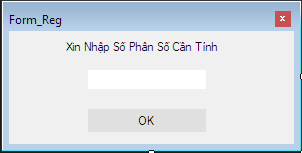 Form_Reg
x
Xin Nhập Số Phân Số Cần Tính
OK